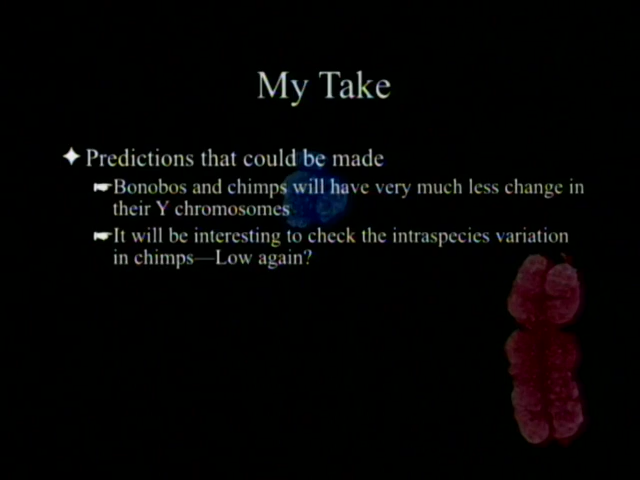 My Take
Predictions that could be made
Bonobos and chimps will have very much less change in
their Y chromosomes
It will be interesting to check the intraspecies variation
in chimps—Low again?